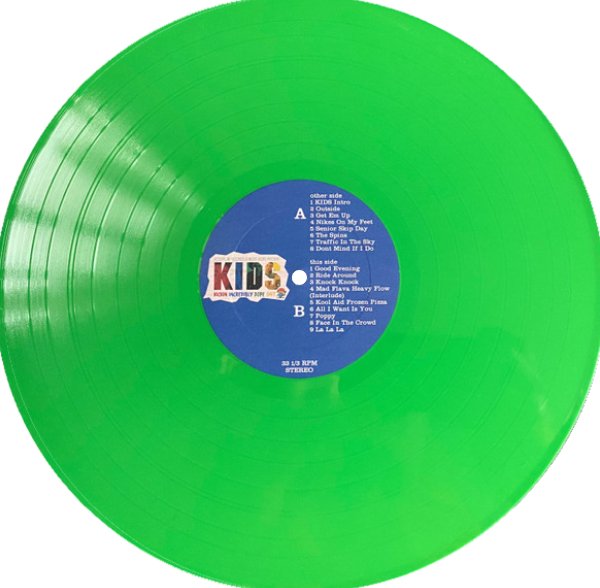 other side
A
1 KIDS Intro
2 Outside
3 Get Em Up
4 Nikes On My Feet
5 Senior Skip Day
6 The Spins
7 Traffic In The Sky
8 Dont Mind If I Do
KIDS
KICKIN INCREDIBLY DOPE SHIT
this side
B
1 Good Evening
2 Ride Around
3 Knock Knock
4 Mad Flava Heavy Flow
(Interlude)
5 Kool Aid Frozen Pizza
6 All I Want Is You
7 Poppy
8 Face In The Crowd
9 La La La
33 1/3 RPM
STEREO